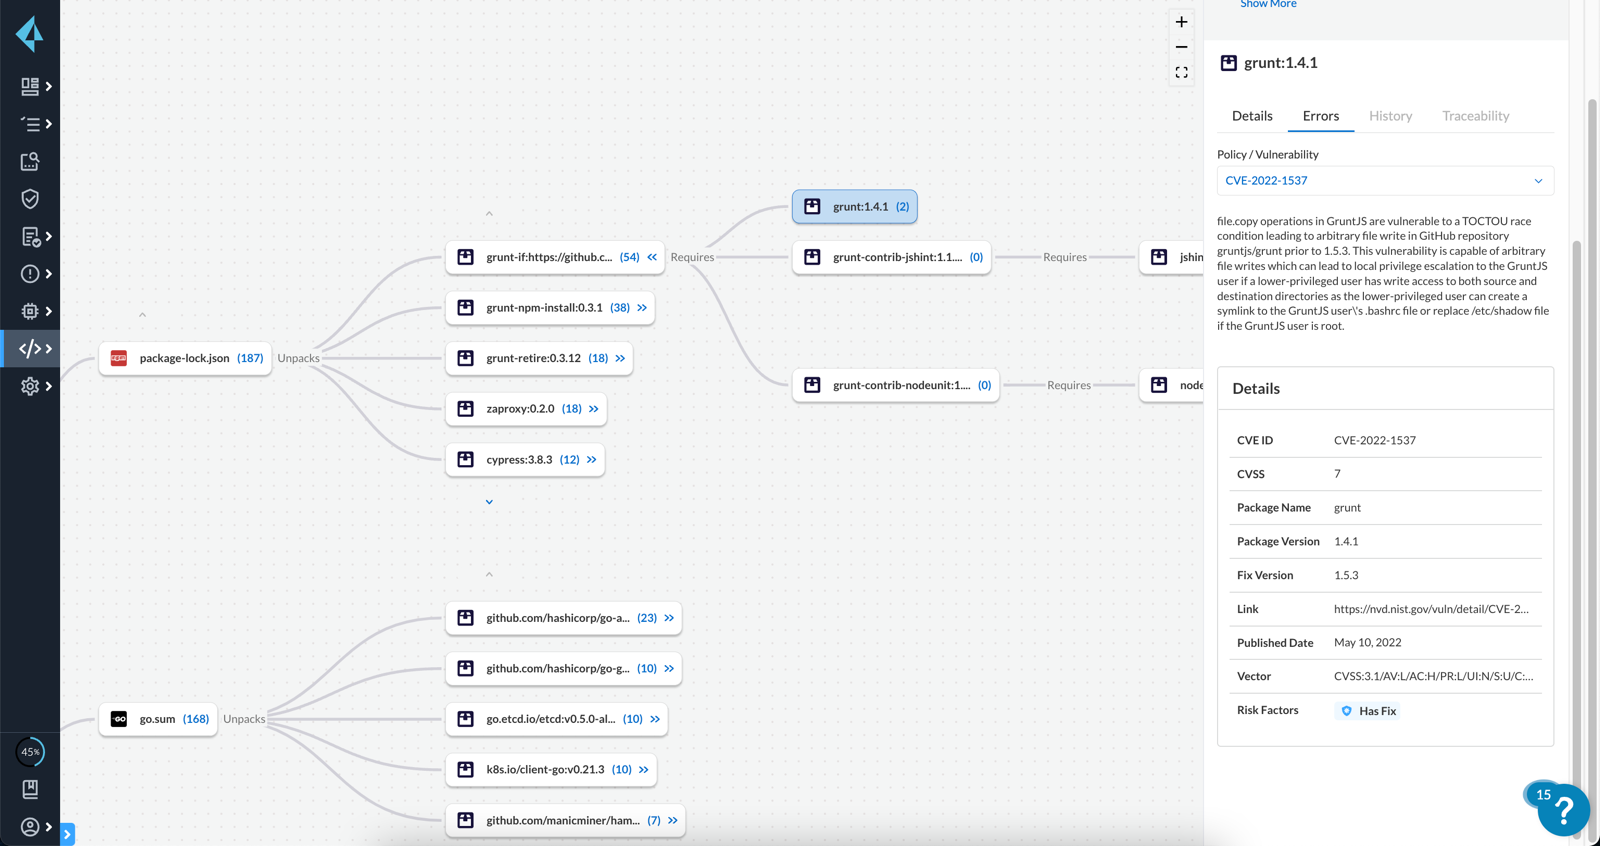 Show More
grunt:1.4.1
Details
Errors
History
Traceability
Policy / Vulnerability
CVE-2022-1537
file.copy operations in GruntJS are vulnerable to a TOCTOU race
condition leading to arbitrary file write in GitHub repository
gruntjs/grunt prior to 1.5.3. This vulnerability is capable of arbitrary
file writes which can lead to local privilege escalation to the GruntJS
user if a lower-privileged user has write access to both source and
destination directories as the lower-privileged user can create a
symlink to the GruntJS user\'s .bashrc file or replace /etc/shadow file
if the GruntJS user is root.
Details
CVE ID CVE-2022-1537
CVSS 7
Package Name grunt
Package Version 1.4.1
Fix Version 1.5.3
Link https://nvd.nist.gov/vuln/detail/CVE-2...
Published Date May 10, 2022
Vector CVSS:3.1/AV:L/AC:H/PR:L/UI:N/S:U/C:...
Risk Factors Has Fix
15
?
grunt:1.4.1 (2)
grunt-if:https://github.c... (54)
Requires
grunt-contrib-jshint:1.1.... (0)
Requires
jshin
grunt-npm-install:0.3.1 (38)
npm
package-lock.json (187)
Unpacks
grunt-retire:0.3.12 (18)
grunt-contrib-nodeunit:1.... (0)
Requires
node
zaproxy:0.2.0 (18)
cypress:3.8.3 (12)
github.com/hashicorp/go-a... (23)
github.com/hashicorp/go-g... (10)
GO
go.sum (168)
Unpacks
go.etcd.io/etcd:v0.5.0-al... (10)
k8s.io/client-go:v0.21.3 (10)
github.com/manicminer/ham... (7)
45%